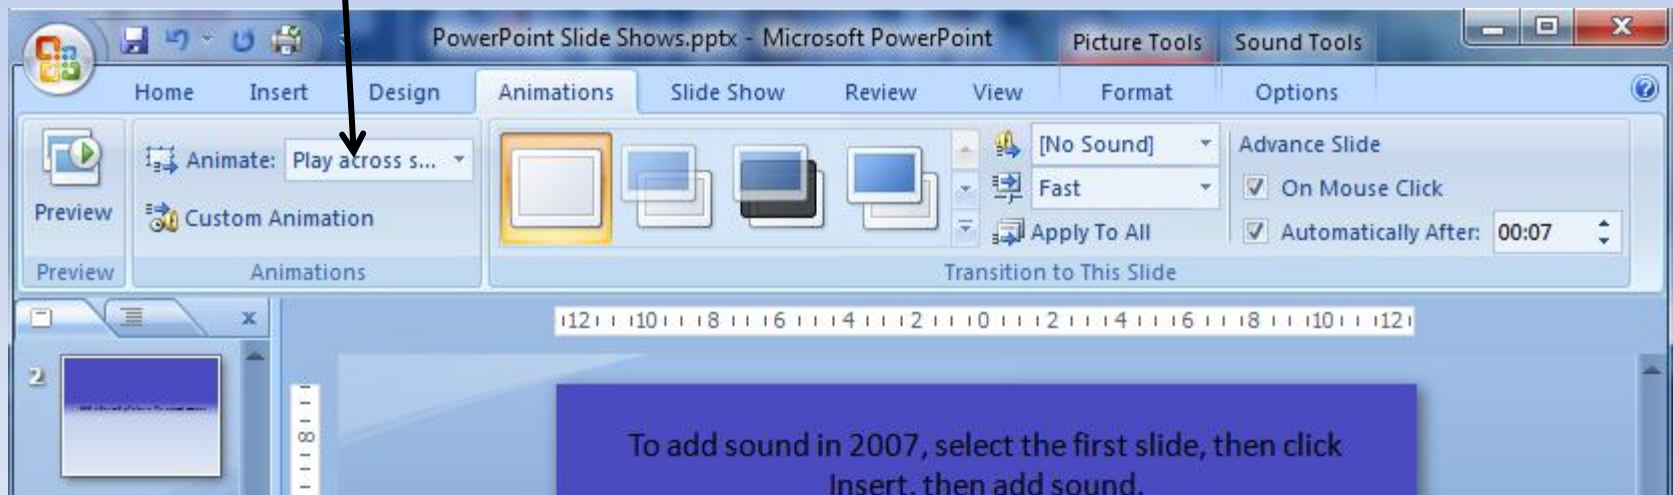 PowerPoint Slide Shows.pptx - Microsoft PowerPoint
Picture Tools
Sound Tools
Home Insert Design Animations Slide Show Review View Format Options
Preview
Animate: Play across s...
Custom Animation
[No Sound]
Fast
Apply To All
Advance Slide
On Mouse Click
Automatically After: 00:07
Preview
Animations
Transition to This Slide
12 10 8 6 4 2 0 2 4 6 8 10 12
2
8
To add sound in 2007, select the first slide, then click
Insert, then add sound.